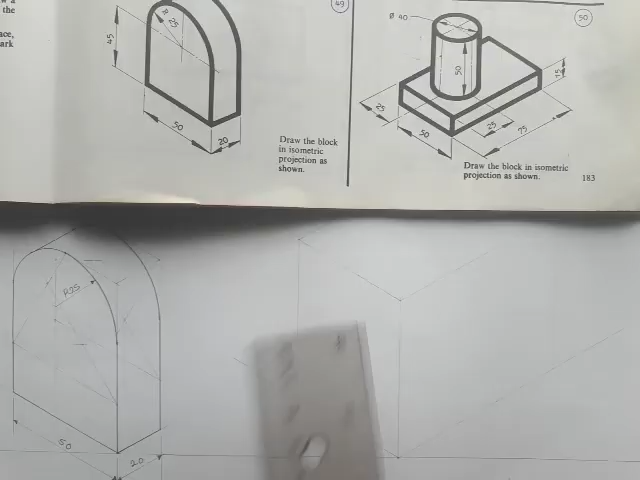 the
ace,
ark
49
R 25
45
50
20
Draw the block
in isometric
projection as
shown.
50
ø 40
50
15
25
50
25
75
Draw the block in isometric
projection as shown.
183
R25
50
20